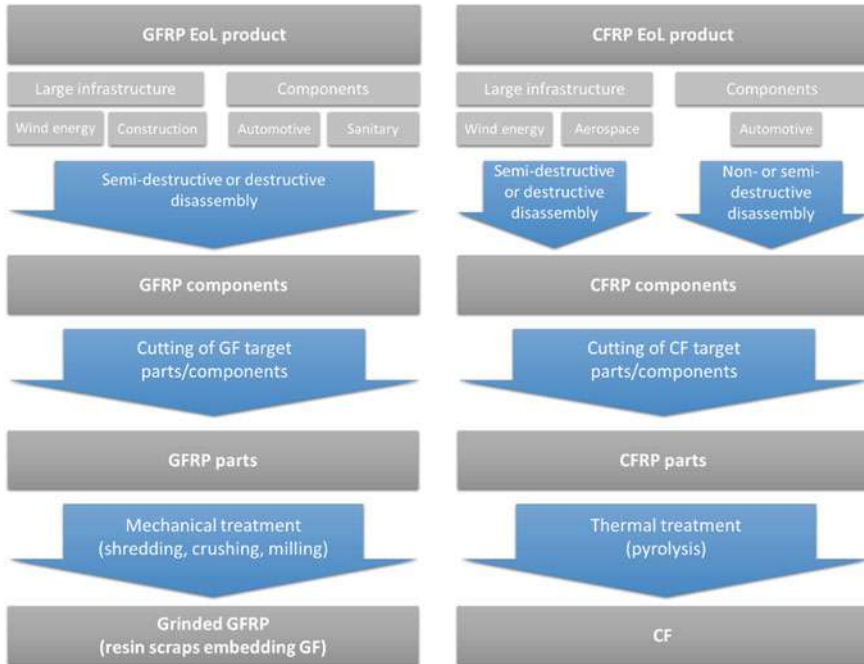 GFRP EoL product
Large infrastructure
Components
Wind energy
Construction
Automotive
Sanitary
Semi-destructive or destructive
disassembly
GFRP components
Cutting of GF target
parts/components
GFRP parts
Mechanical treatment
(shredding, crushing, milling)
Grinded GFRP
(resin scraps embedding GF)
CFRP EoL product
Large infrastructure
Components
Wind energy
Aerospace
Automotive
Semi-destructive
or destructive
disassembly
Non- or semi-
destructive
disassembly
CFRP components
Cutting of CF target
parts/components
CFRP parts
Thermal treatment
(pyrolysis)
CF